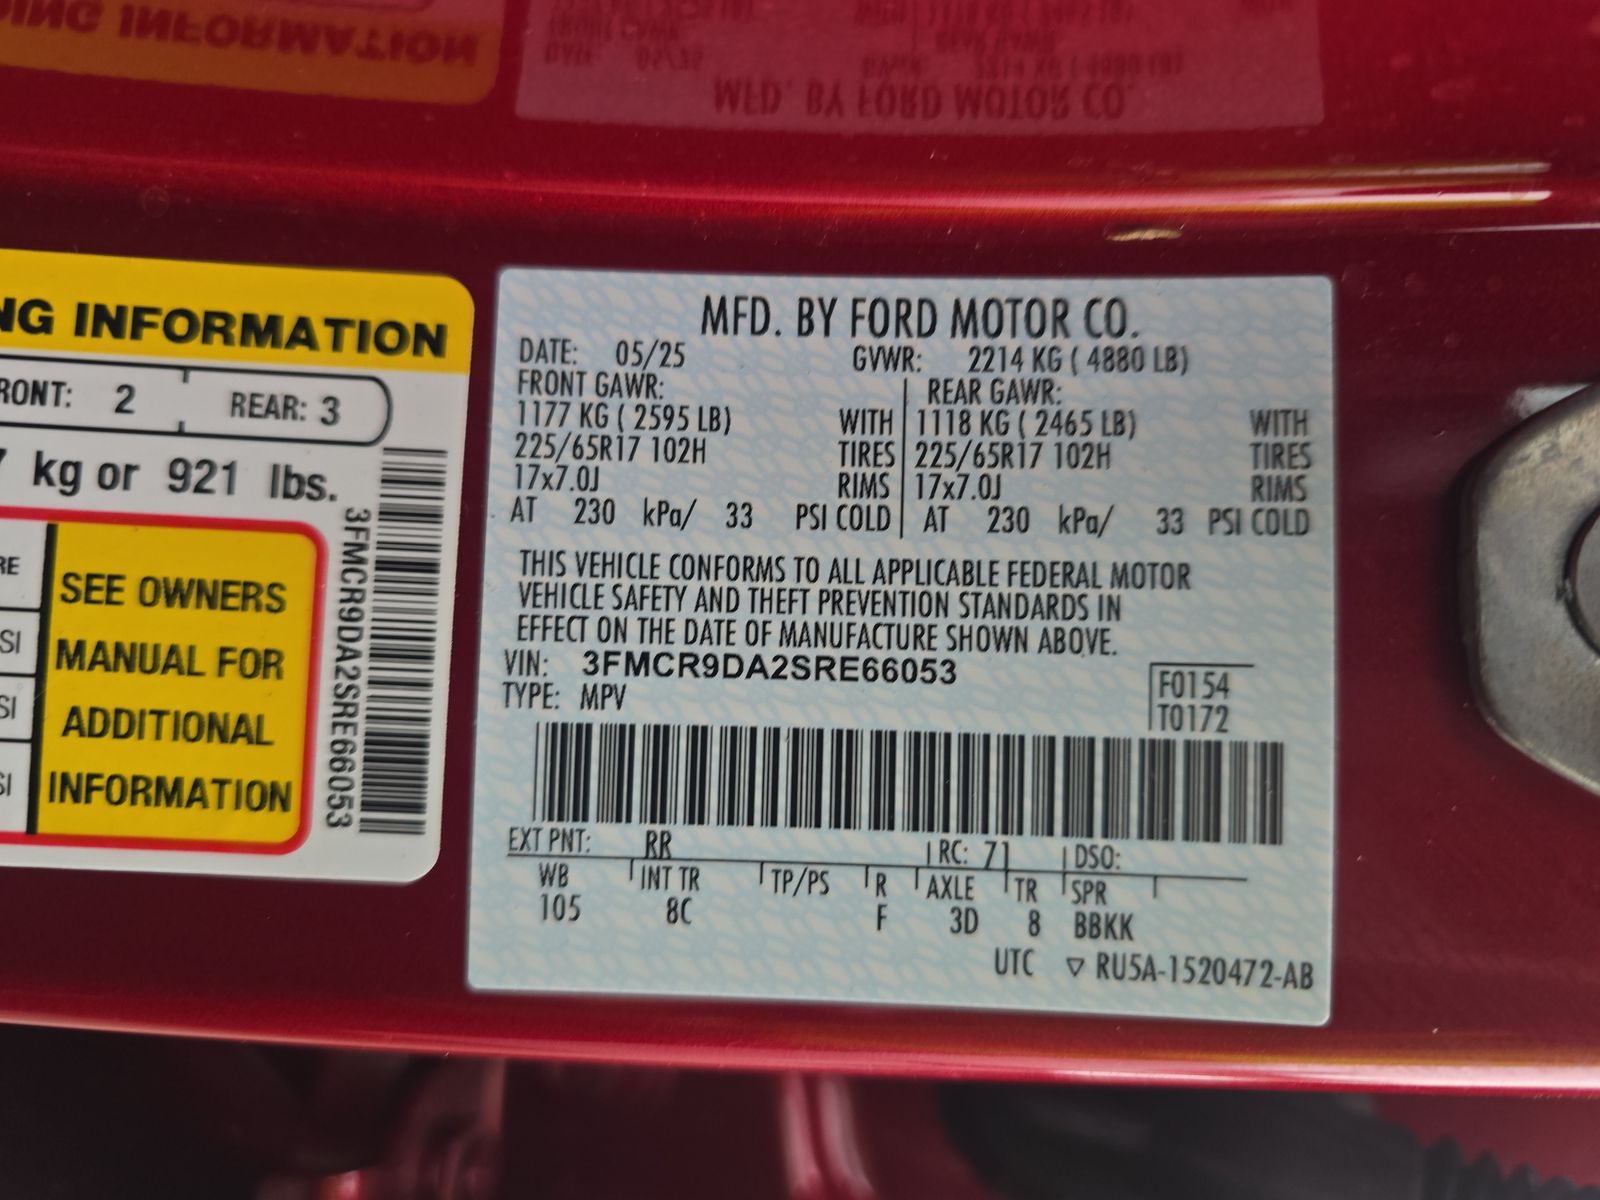 NG INFORMATION
RONT: 2 REAR: 3
7 kg or 921 lbs.
RE
SI
SI
SI
SEE OWNERS
MANUAL FOR
ADDITIONAL
INFORMATION
3FMCR9DA2SRE66053
MFD. BY FORD MOTOR CO.
DATE: 05/25 GVWR: 2214 KG ( 4880 LB)
FRONT GAWR: REAR GAWR:
1177 KG ( 2595 LB) WITH 1118 KG ( 2465 LB) WITH
225/65R17 102H TIRES 225/65R17 102H TIRES
17x7.0J RIMS 17x7.0J RIMS
AT 230 kPa/ 33 PSI COLD AT 230 kPa/ 33 PSI COLD
THIS VEHICLE CONFORMS TO ALL APPLICABLE FEDERAL MOTOR
VEHICLE SAFETY AND THEFT PREVENTION STANDARDS IN
EFFECT ON THE DATE OF MANUFACTURE SHOWN ABOVE.
VIN: 3FMCR9DA2SRE66053
TYPE: MPV
F0154
T0172
EXT PNT: RR RC: 71 DSO:
WB INT TR TP/PS R AXLE TR SPR
105 8C F 3D 8 BBKK
UTC ▽ RU5A-1520472-AB